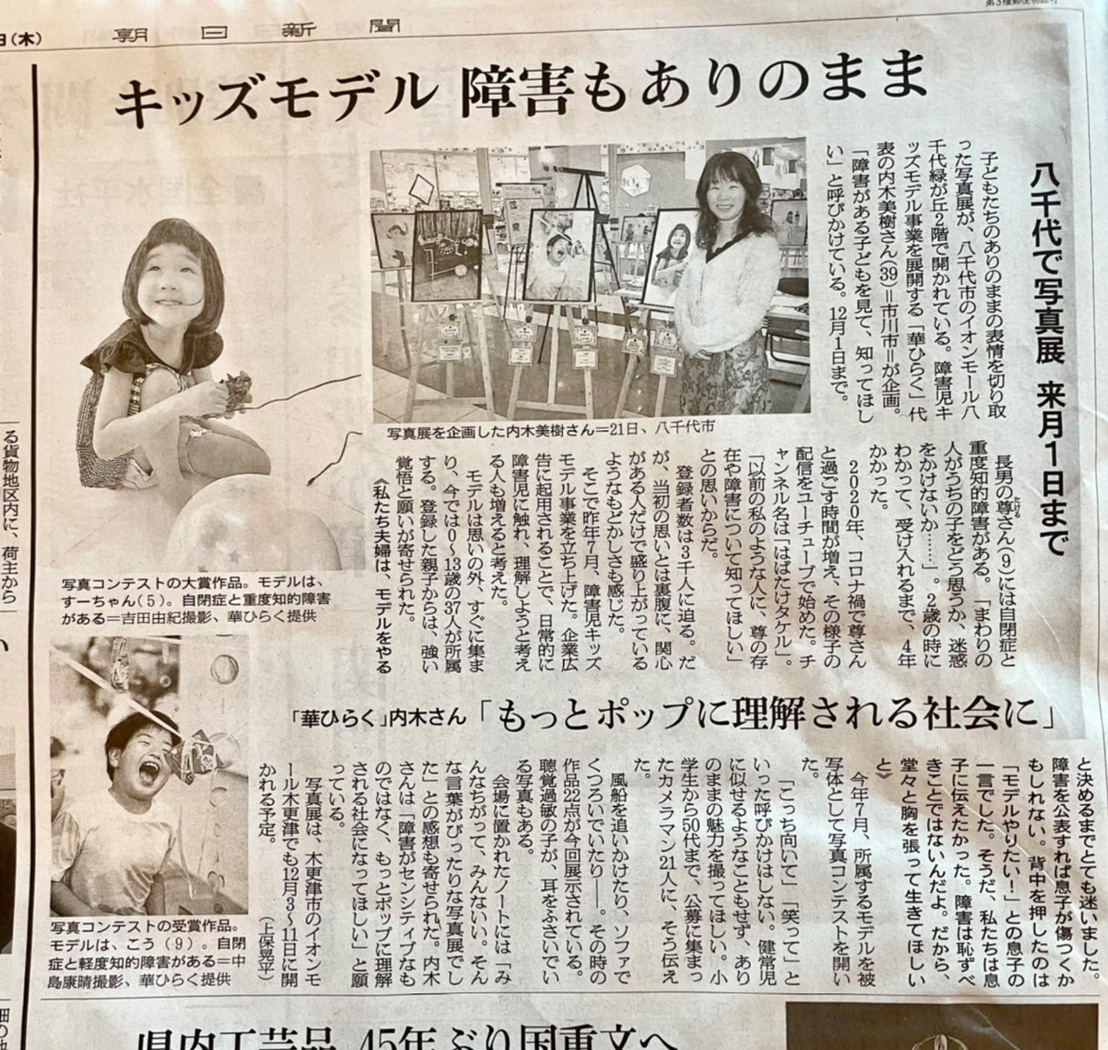 日(木)
朝日新聞
第3種郵便物認可
キッズモデル 障害もありのまま
八千代で写真展 来月1日まで
子どもたちのありのままの表情を切り取
った写真展が、八千代市のイオンモール八
千代緑が丘2階で開かれている。障害児キ
ッズモデル事業を展開する「華ひらく」代
表の内木美樹さん(39)=市川市=が企画。
「障害がある子どもを見て、知ってほし
い」と呼びかけている。12月1日まで。
写真展を企画した内木美樹さん=21日、八千代市
長男の尊さん(9)には自閉症と
たける
重度知的障害がある。「まわりの
人がうちの子をどう思うか、迷惑
をかけないか……」。2歳の時に
わかって、受け入れるまで、4年
かかった。
2020年、コロナ禍で尊さん
と過ごす時間が増え、その様子の
配信をユーチューブで始めた。チ
ャンネル名は「はばたけタケル」。
「以前の私のような人に、尊の存
在や障害について知ってほしい」
との思いからだ。
登録者数は3千人に迫る。だ
が、当初の思いとは裏腹に、関心
がある人だけで盛り上がっている
ようなもどかしさも感じた。
そこで昨年7月、障害児キッズ
モデル事業を立ち上げた。企業広
告に起用されることで、日常的に
障害児に触れ、理解しようと考え
る人も増えると考えた。
モデルは思いの外、すぐに集ま
り、今では0~13歳の37人が所属
する。登録した親子からは、強い
覚悟と願いが寄せられた。
《私たち夫婦は、モデルをやる
写真コンテストの大賞作品。モデルは、
すーちゃん(5)。自閉症と重度知的障害
がある=吉田由紀撮影、華ひらく提供
「華ひらく」内木さん「もっとポップに理解される社会に」
と決めるまでとても迷いました。
障害を公表すれば息子が傷つくか
もしれない。背中を押したのは
「モデルやりたい!」との息子の
一言でした。そうだ、私たちは息
子に伝えたかった。障害は恥ずべ
きことではないんだよ。だから、
堂々と胸を張って生きてほしい
と》
今年7月、所属するモデルを被
写体として写真コンテストを開い
た。
「こっち向いて」「笑って」と
いった呼びかけはしない。健常児
に似せるようなこともせず、あり
のままの魅力を撮ってほしい。小
学生から50代まで、公募に集まっ
たカメラマン21人に、そう伝え
た。
風船を追いかけたり、ソファで
くつろいでいたり――。その時の
作品22点が今回展示されている。
聴覚過敏の子が、耳をふさいでい
る写真もある。
会場に置かれたノートには「み
んなちがって、みんないい。そん
な言葉がぴったりな写真展でし
た」との感想も寄せられた。内木
さんは「障害がセンシティブなも
のではなく、もっとポップに理解
される社会になってほしい」と願
っている。
写真展は、木更津市のイオンモ
ール木更津でも12月3~11日に開
かれる予定。
(上保晃平)
写真コンテストの受賞作品。
モデルは、こう(9)。自閉
症と軽度知的障害がある=中
島康晴撮影、華ひらく提供
る貨物地区内に、荷主から
県内工芸品 45年ぶり国重文へ